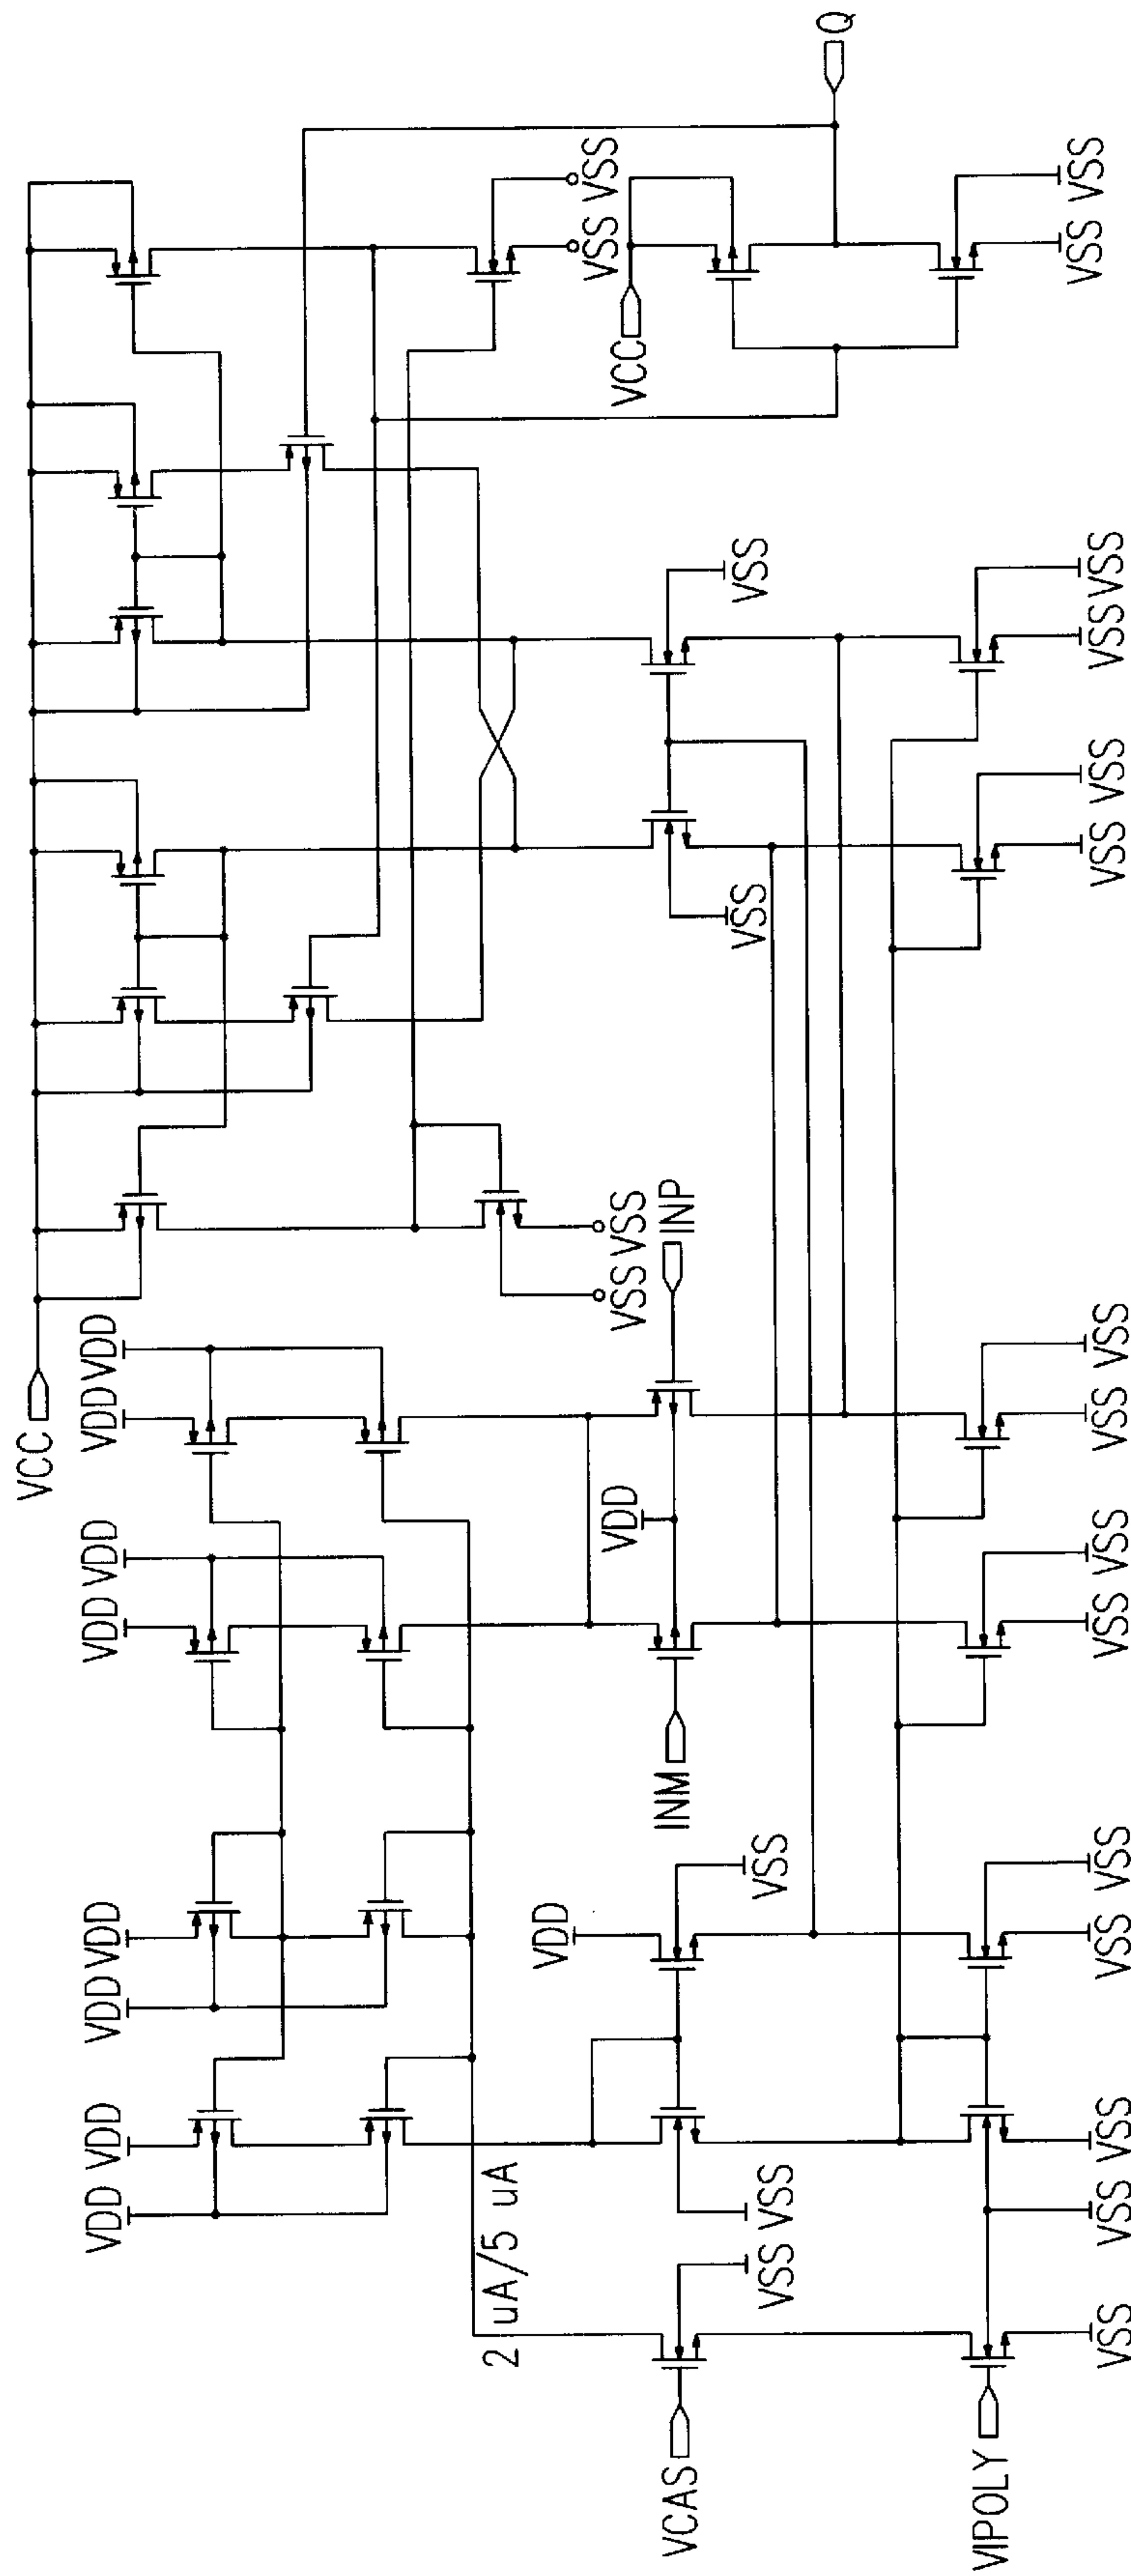 VCC
VDD VDD VDD VDD VDD VDD VDD VDD
2 uA/5 uA
VDD
VSS VSS
VDD
VSS VSS
VCC
VCAS
INM
INP
VSS VSS
VSS
VSS
VSS
Q
VIPOLY
VSS VSS VSS VSS VSS VSS VSS VSS VSS VSS VSS VSS VSS VSS VSS